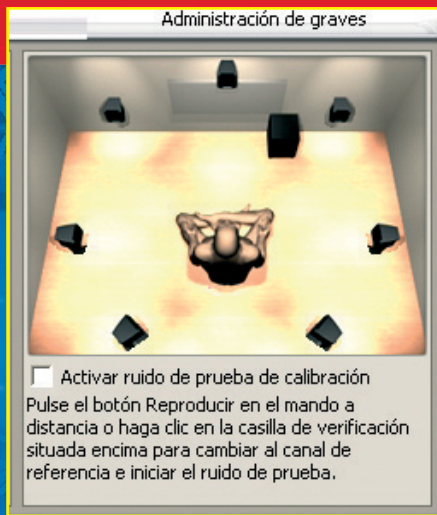 Administración de graves
Activar ruido de prueba de calibración
Pulse el botón Reproducir en el mando a
distancia o haga clic en la casilla de verificación
situada encima para cambiar al canal de
referencia e iniciar el ruido de prueba.